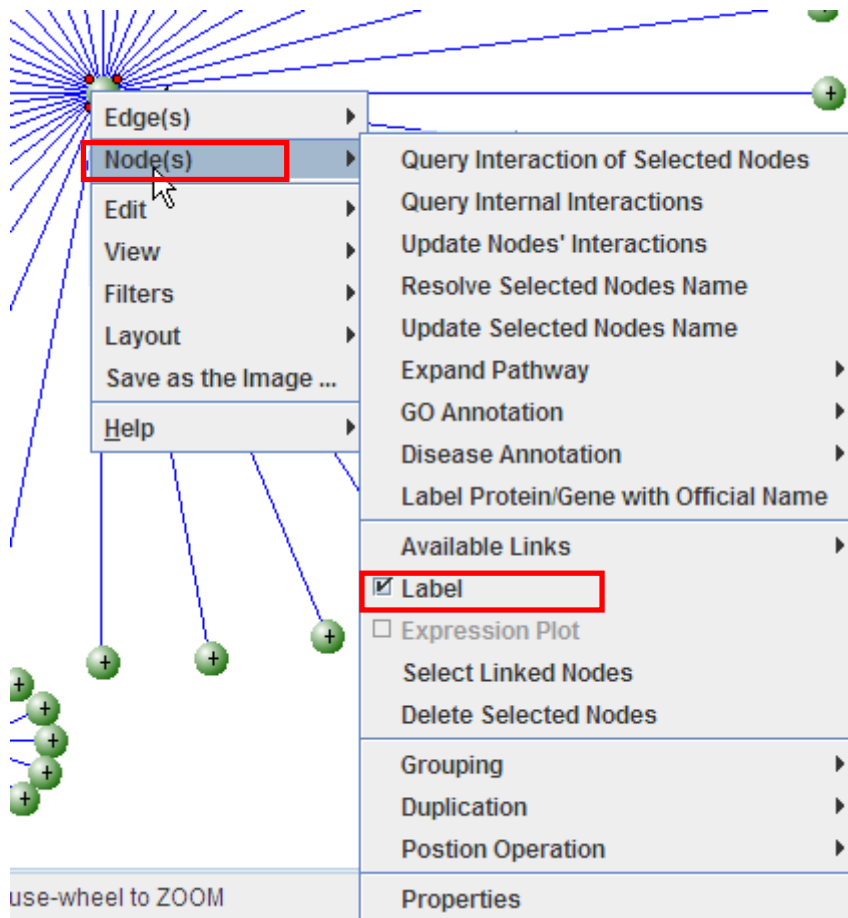 Edge(s)
Node(s)
Edit
View
Filters
Layout
Save as the Image ...
Help
Query Interaction of Selected Nodes
Query Internal Interactions
Update Nodes' Interactions
Resolve Selected Nodes Name
Update Selected Nodes Name
Expand Pathway
GO Annotation
Disease Annotation
Label Protein/Gene with Official Name
Available Links
Label
Expression Plot
Select Linked Nodes
Delete Selected Nodes
Grouping
Duplication
Postion Operation
Properties
use-wheel to ZOOM